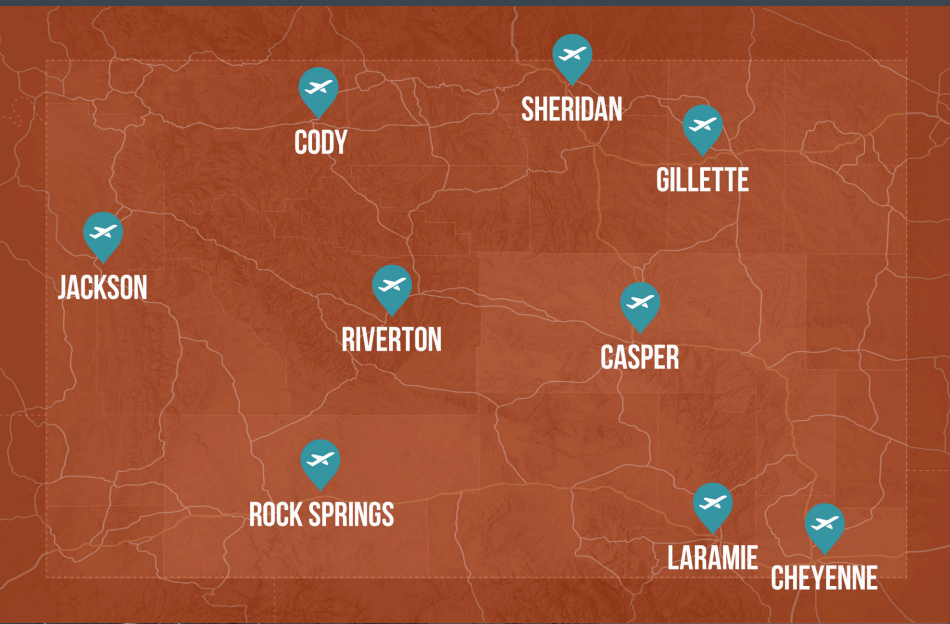 SHERIDAN
CODY
GILLETTE
JACKSON
RIVERTON
CASPER
ROCK SPRINGS
LARAMIE
CHEYENNE